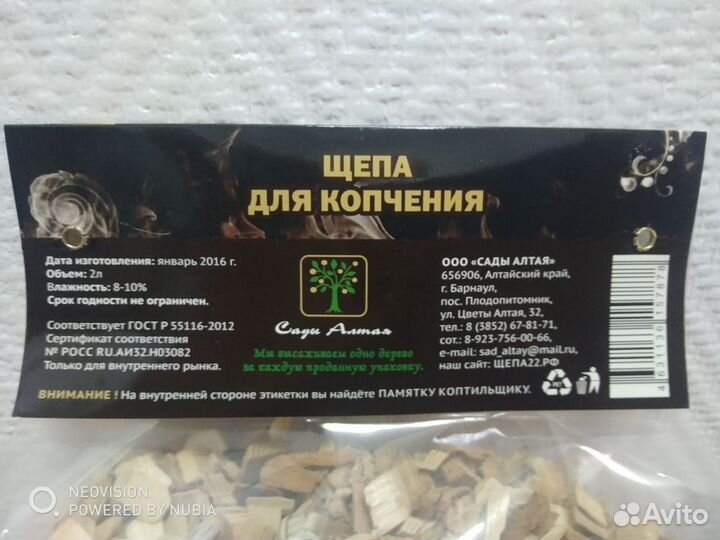 ЩЕПА
ДЛЯ КОПЧЕНИЯ
Дата изготовления: январь 2016 г.
Объем: 2л
Влажность: 8-10%
Срок годности не ограничен.
Соответствует ГОСТ Р 55116-2012
Сертификат соответствия
№ РОСС RU.АИ32.Н03082
Только для внутреннего рынка.
Сады Алтая
Мы высаживаем одно дерево
за каждую проданную упаковку.
ООО «САДЫ АЛТАЯ»
656906, Алтайский край,
г. Барнаул,
пос. Плодопитомник,
ул. Цветы Алтая, 32,
тел.: 8 (3852) 67-81-71,
сот.: 8-923-756-00-66,
e-mail: sad_altay@mail.ru,
наш сайт: ЩЕПА22.РФ
4 631136 157878
ВНИМАНИЕ ! На внутренней стороне этикетки вы найдёте ПАМЯТКУ КОПТИЛЬЩИКУ.
NEOVISION
POWERED BY NUBIA
Avito